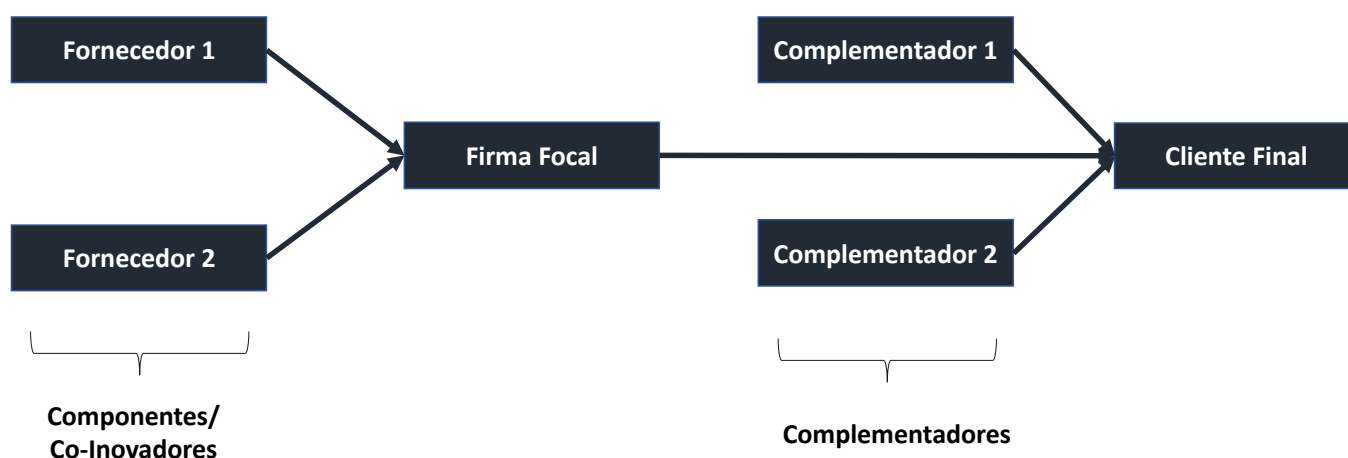 Fornecedor 1
Complementador 1
Firma Focal
Cliente Final
Fornecedor 2
Complementador 2
Componentes/
Co-Inovadores
Complementadores